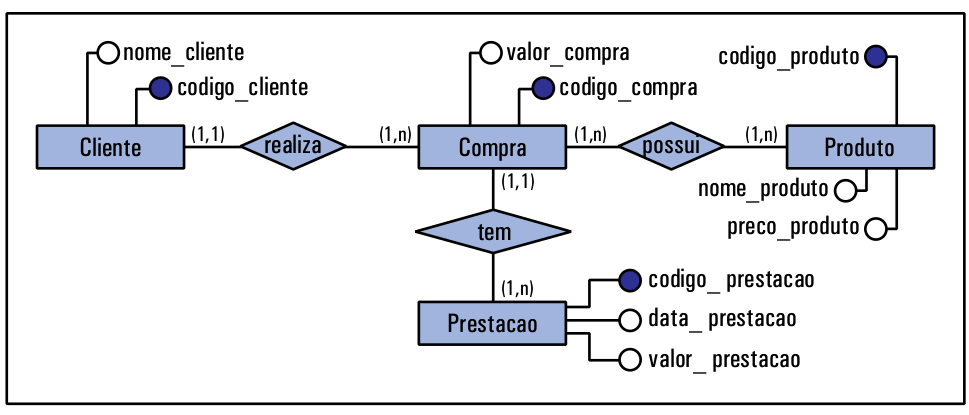 nome_cliente
codigo_cliente
valor_compra
codigo_compra
codigo_produto
Cliente
(1,1)
realiza
(1,n)
Compra
(1,n)
possui
(1,n)
Produto
(1,1)
nome_produto
preco_produto
tem
(1,n)
Prestacao
codigo_ prestacao
data_ prestacao
valor_ prestacao